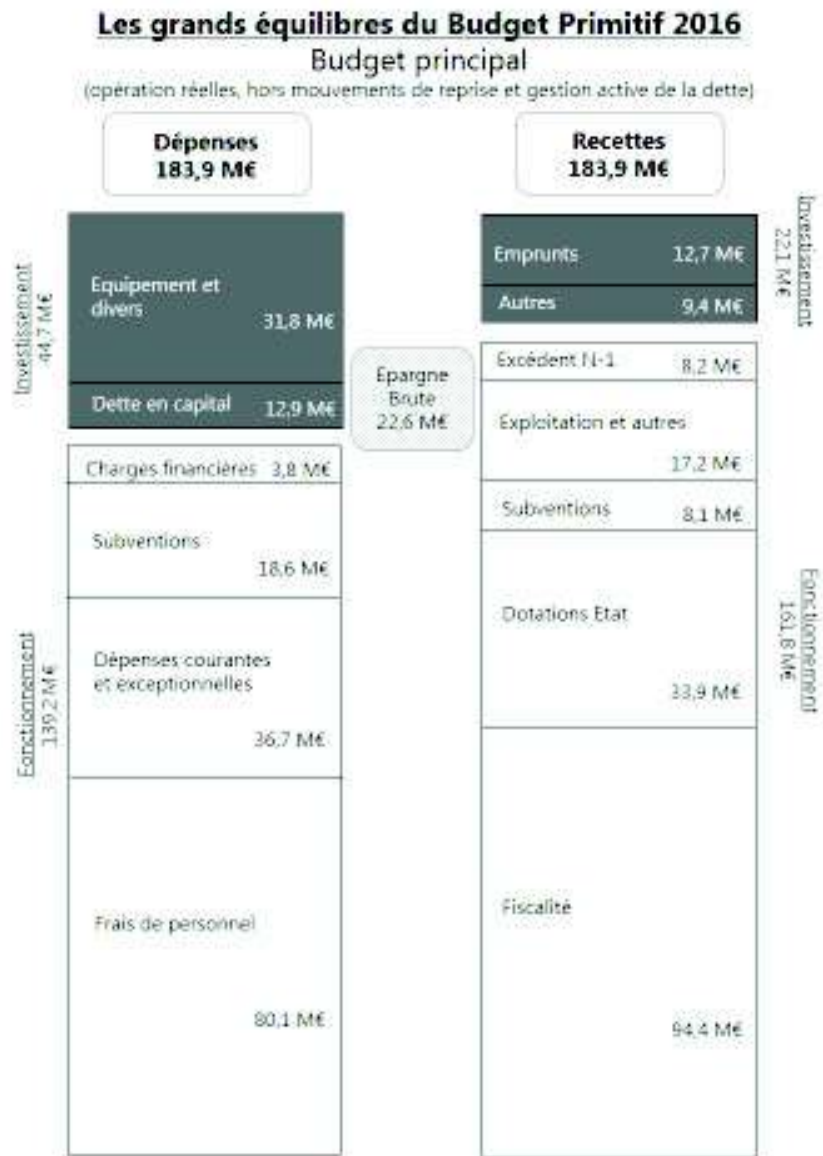 Les grands équilibres du Budget Primitif 2016
Budget principal
(opération réelles, hors mouvements de reprise et gestion active de la dette)
Dépenses
183,9 M€
Recettes
183,9 M€
Investissement
44,7 M€
Equipement et
divers
31,8 M€
Dette en capital 12,9 M€
Epargne
Brute
22,6 M€
Emprunts 12,7 M€
Autres 9,4 M€
Investissement
22,1 M€
Fonctionnement
139,2 M€
Charges financières 3,8 M€
Subventions
18,6 M€
Dépenses courantes
et exceptionnelles
36,7 M€
Frais de personnel
80,1 M€
Excédent N-1 8,2 M€
Exploitation et autres
17,2 M€
Subventions 8,1 M€
Dotations Etat
33,9 M€
Fiscalité
94,4 M€
Fonctionnement
161,8 M€